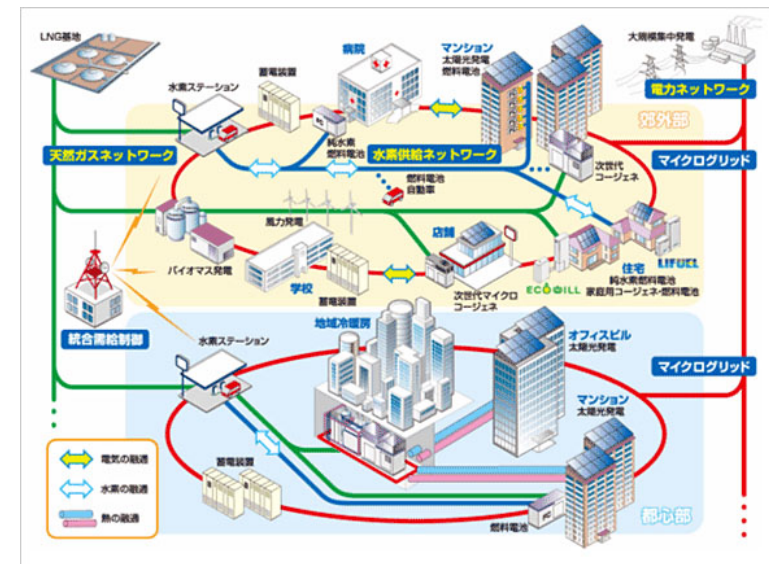 LNG基地
水素ステーション
蓄電装置
病院
マンション
太陽光発電
燃料電池
大規模集中発電
電力ネットワーク
郊外部
天然ガスネットワーク
純水素
燃料電池
水素供給ネットワーク
次世代
コージェネ
マイクログリッド
燃料電池
自動車
風力発電
店舗
バイオマス発電
学校
蓄電装置
次世代マイクロ
コージェネ
ECOWILL
住宅
LIFUEL
純水素燃料電池
家庭用コージェネ・燃料電池
統合需給制御
水素ステーション
地域冷暖房
オフィスビル
太陽光発電
マイクログリッド
マンション
太陽光発電
電気の融通
水素の融通
熱の融通
蓄電装置
燃料電池
都心部